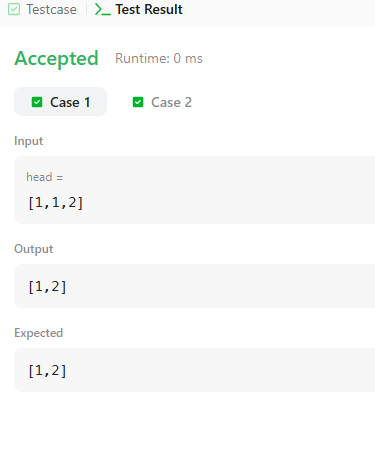 Testcase Test Result
Accepted Runtime: 0 ms
Case 1 Case 2
Input
head =
[1,1,2]
Output
[1,2]
Expected
[1,2]